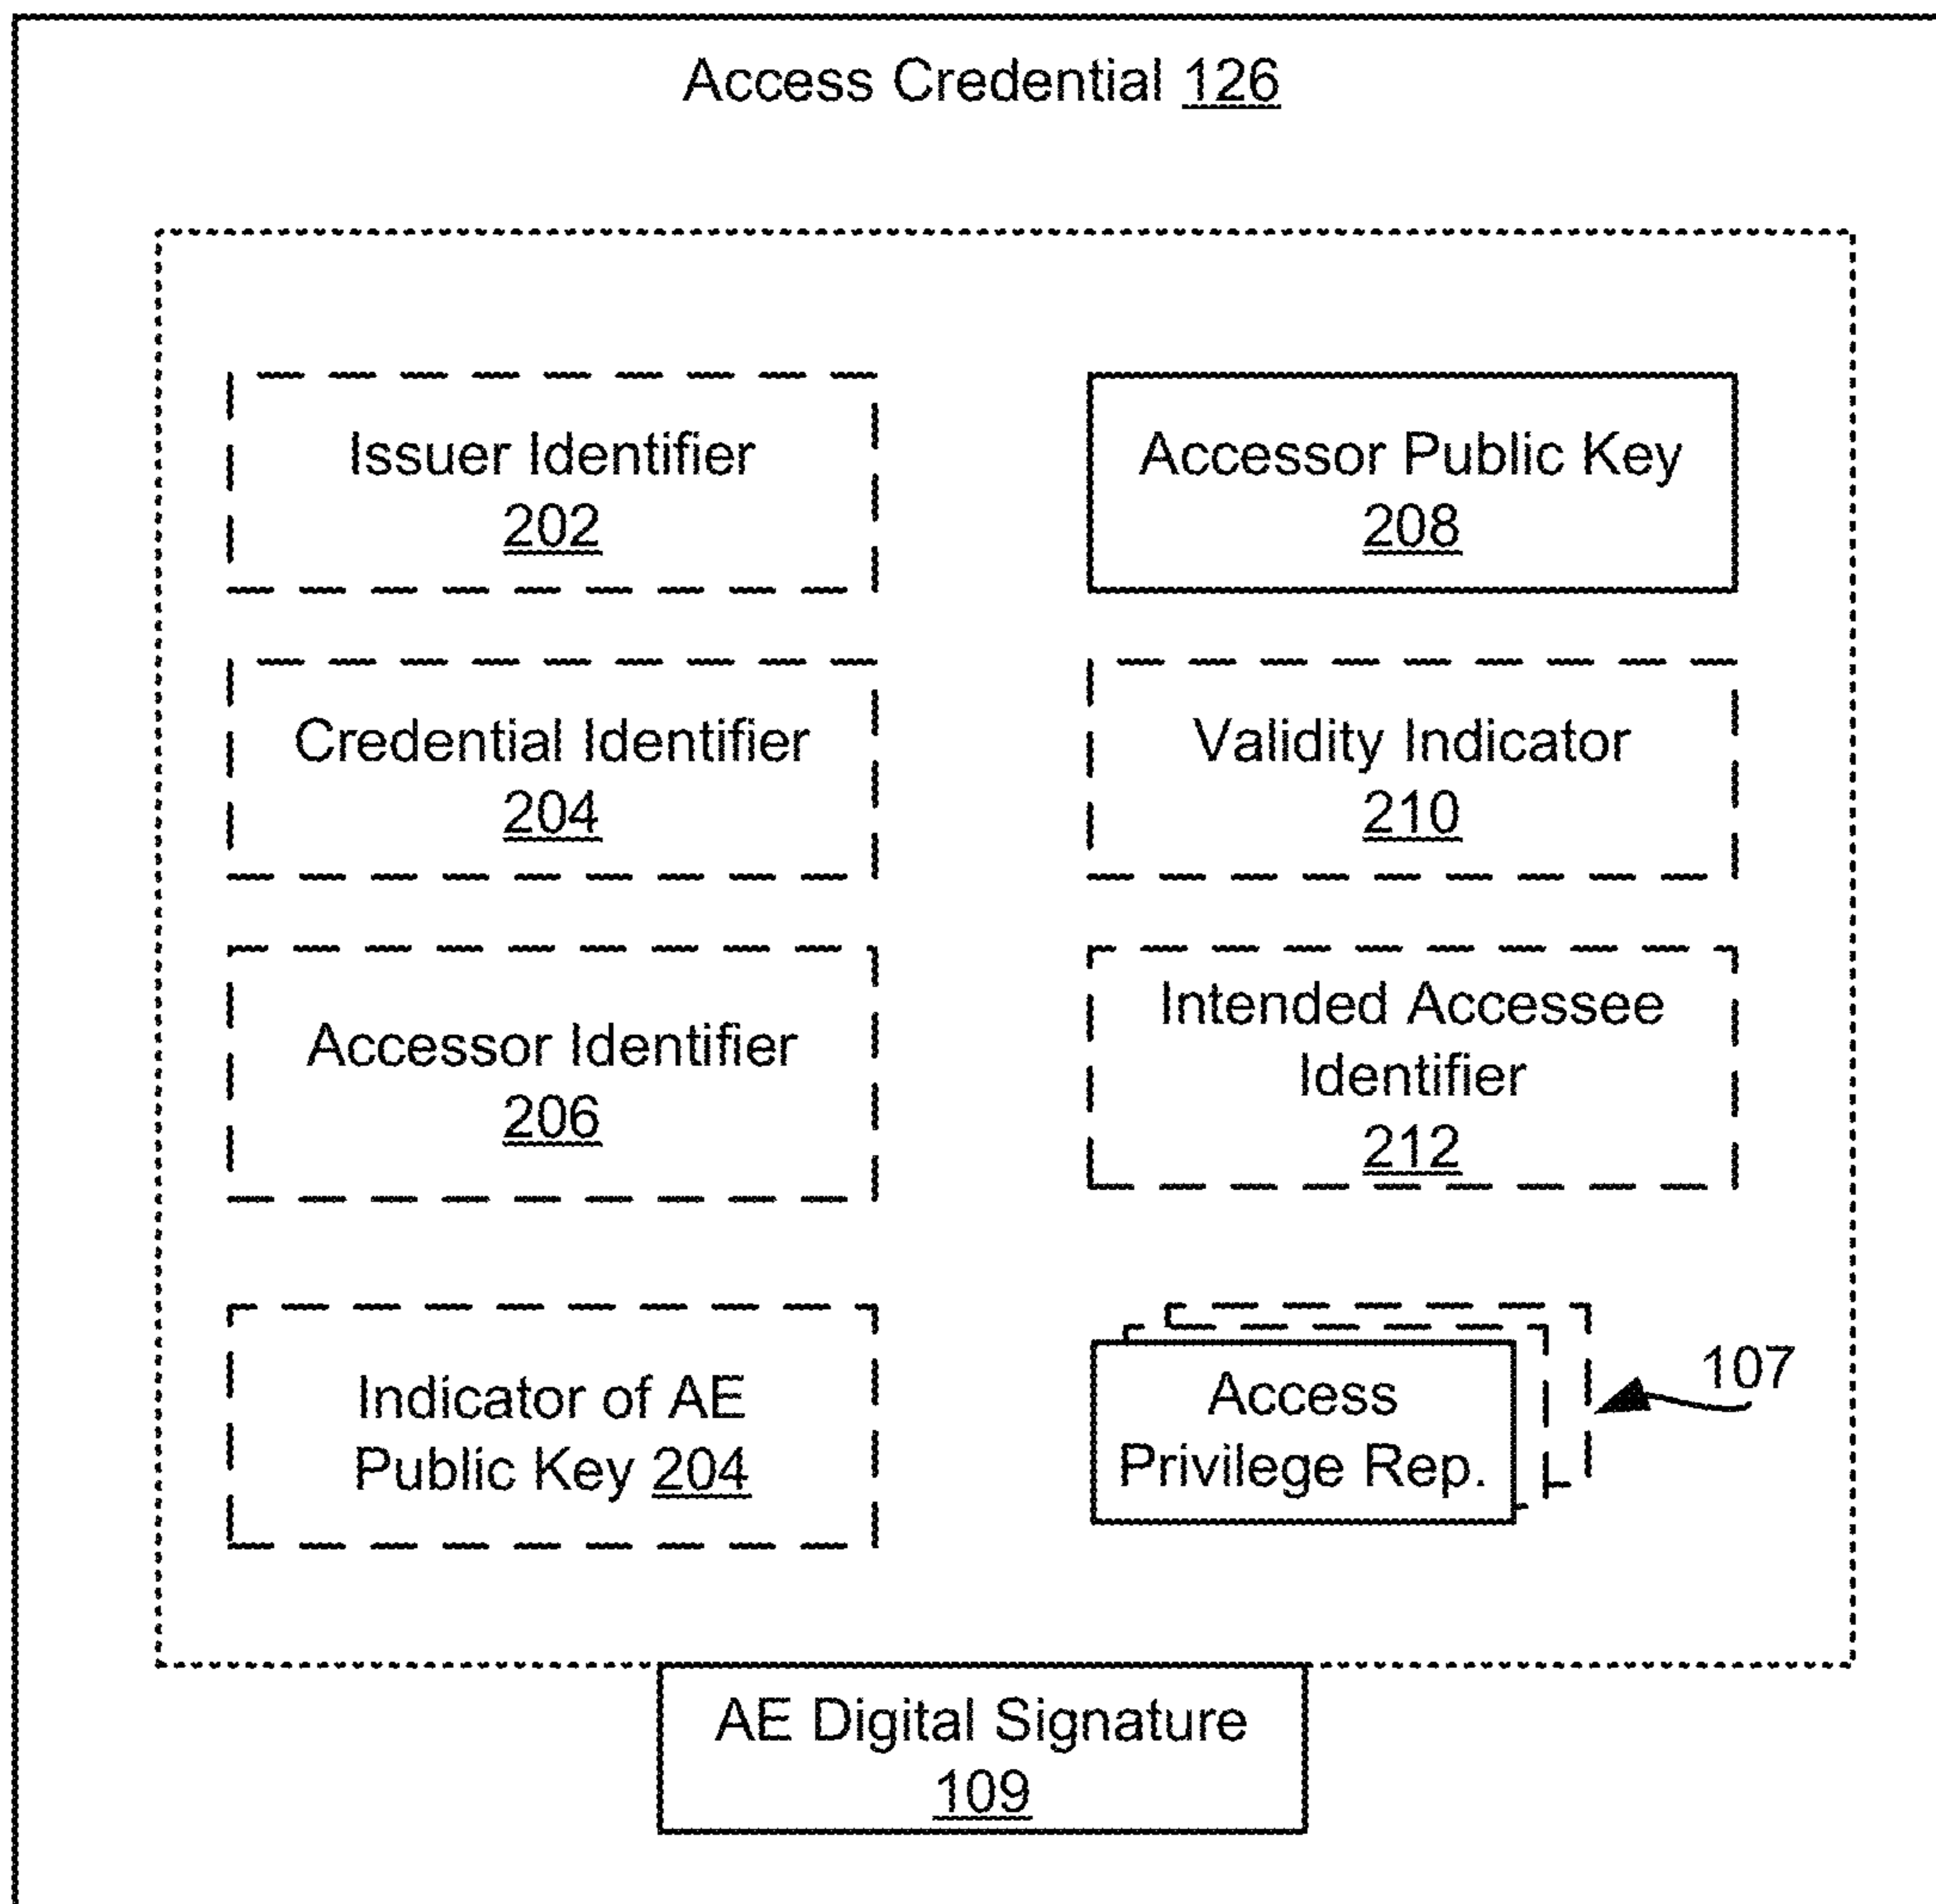 Access Credential 126
Issuer Identifier
202
Accessor Public Key
208
Credential Identifier
204
Validity Indicator
210
Accessor Identifier
206
Intended Accessee
Identifier
212
Indicator of AE
Public Key 204
Access
Privilege Rep.
107
AE Digital Signature
109